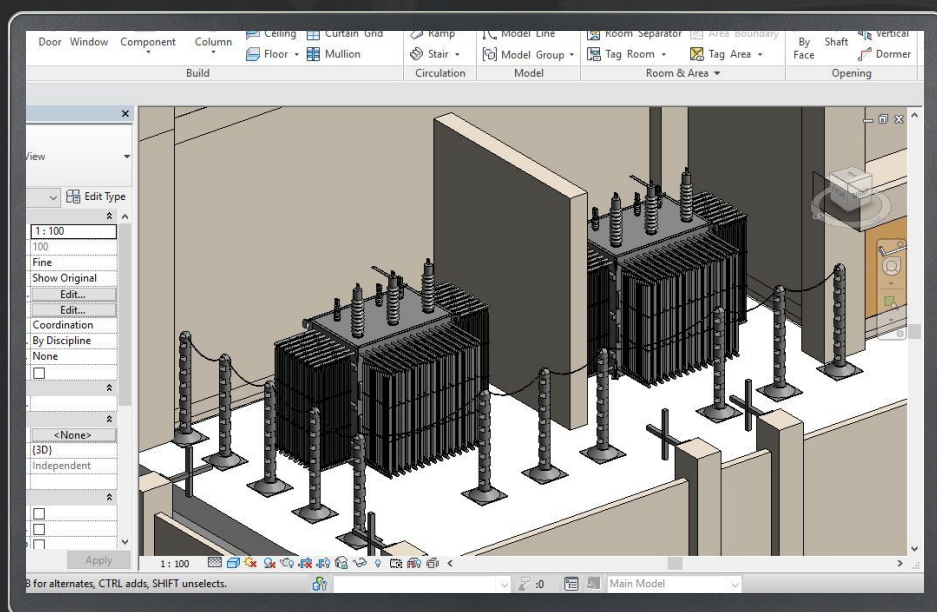 Ceiling Curtain Grid Ramp Model Line Room Separator Area Boundary Vertical
Door Window Component Column Floor Mullion Stair Model Group Tag Room Tag Area By Face Shaft Dormer
Build Circulation Model Room & Area Opening
Edit Type
1 : 100
100
Fine
Show Original
Edit...
Edit...
Coordination
By Discipline
None
<None>
{3D}
Independent
Apply
1 : 100
for alternates, CTRL adds, SHIFT unselects.
:0
Main Model